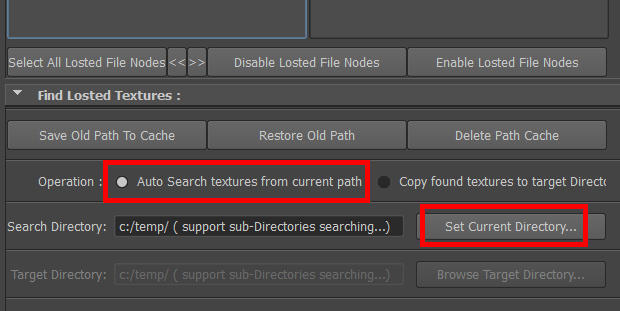 Select All Losted File Nodes << >> Disable Losted File Nodes Enable Losted File Nodes
Find Losted Textures :
Save Old Path To Cache Restore Old Path Delete Path Cache
Operation : Auto Search textures from current path Copy found textures to target Directo
Search Directory: c:/temp/ ( support sub-Directories searching...) Set Current Directory...
Target Directory: c:/temp/ ( support sub-Directories searching...) Browse Target Directory...